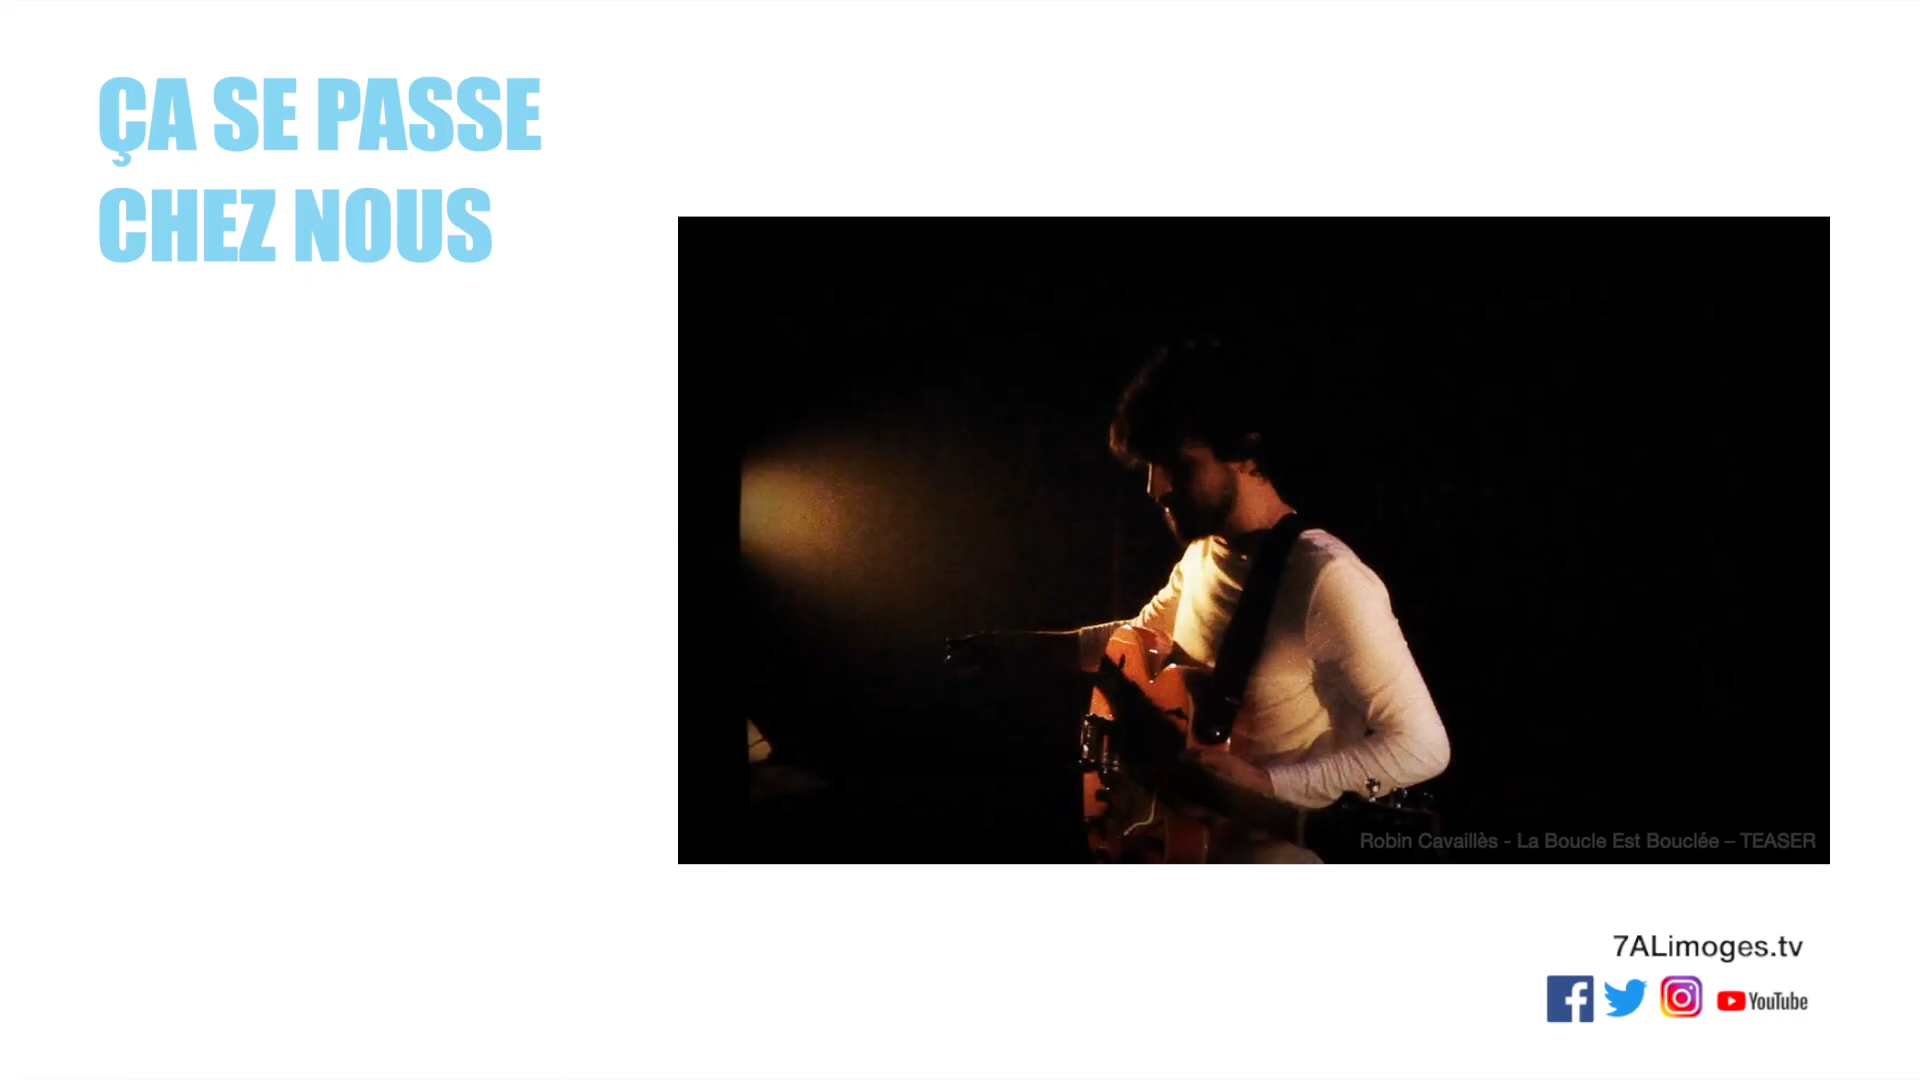 ÇA SE PASSE
CHEZ NOUS
Robin Cavaillès - La Boucle Est Bouclée – TEASER
7ALimoges.tv
YouTube